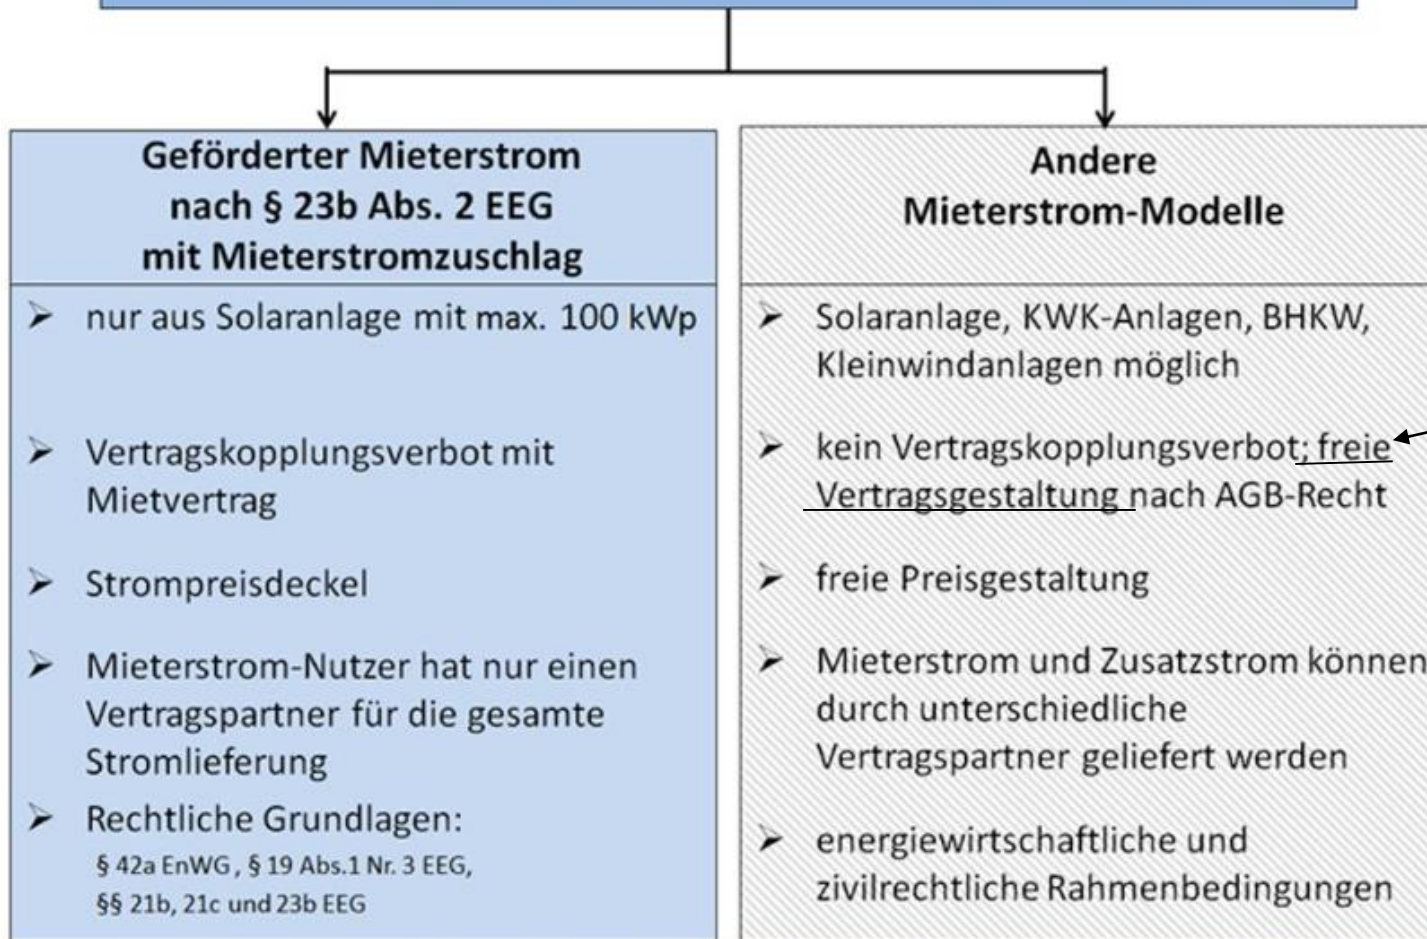 Geförderter Mieterstrom
nach § 23b Abs. 2 EEG
mit Mieterstromzuschlag
➢ nur aus Solaranlage mit max. 100 kWp
➢ Vertragskopplungsverbot mit
Mietvertrag
➢ Strompreisdeckel
➢ Mieterstrom-Nutzer hat nur einen
Vertragspartner für die gesamte
Stromlieferung
➢ Rechtliche Grundlagen:
§ 42a EnWG, § 19 Abs.1 Nr. 3 EEG,
§§ 21b, 21c und 23b EEG
Andere
Mieterstrom-Modelle
➢ Solaranlage, KWK-Anlagen, BHKW,
Kleinwindanlagen möglich
➢ kein Vertragskopplungsverbot; freie
Vertragsgestaltung nach AGB-Recht
➢ freie Preisgestaltung
➢ Mieterstrom und Zusatzstrom können
durch unterschiedliche
Vertragspartner geliefert werden
➢ energiewirtschaftliche und
zivilrechtliche Rahmenbedingungen